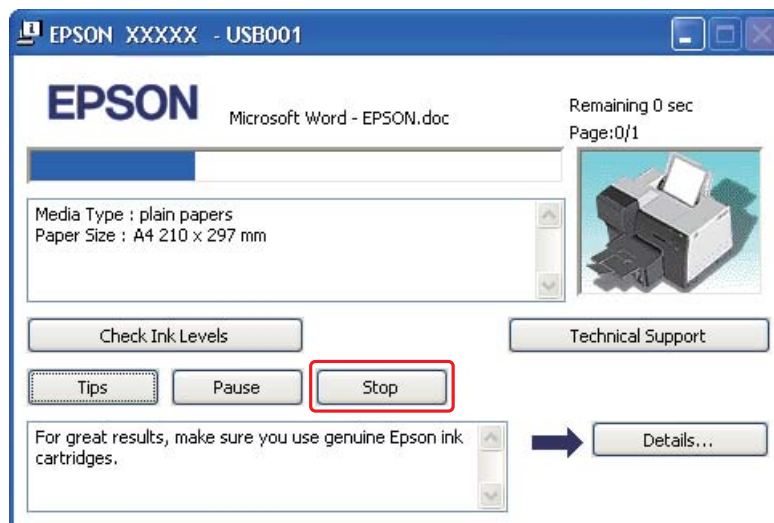 EPSON XXXXX - USB001
EPSON
Microsoft Word - EPSON.doc
Remaining 0 sec
Page:0/1
Media Type : plain papers
Paper Size : A4 210 x 297 mm
Check Ink Levels
Technical Support
Tips
Pause
Stop
For great results, make sure you use genuine Epson ink
cartridges.
Details...